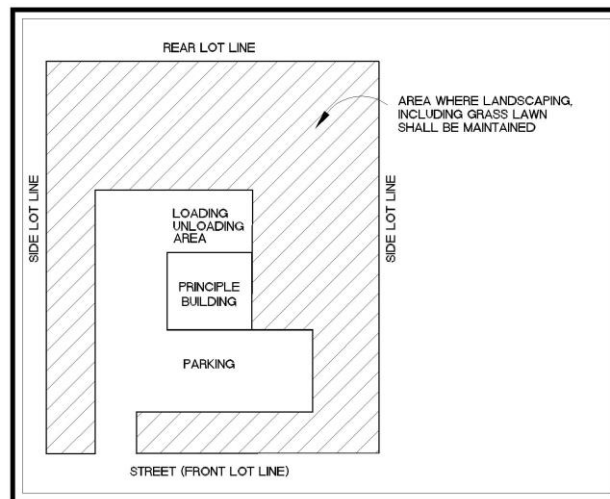 REAR LOT LINE
AREA WHERE LANDSCAPING,
INCLUDING GRASS LAWN
SHALL BE MAINTAINED
SIDE LOT LINE
SIDE LOT LINE
LOADING
UNLOADING
AREA
PRINCIPLE
BUILDING
PARKING
STREET (FRONT LOT LINE)